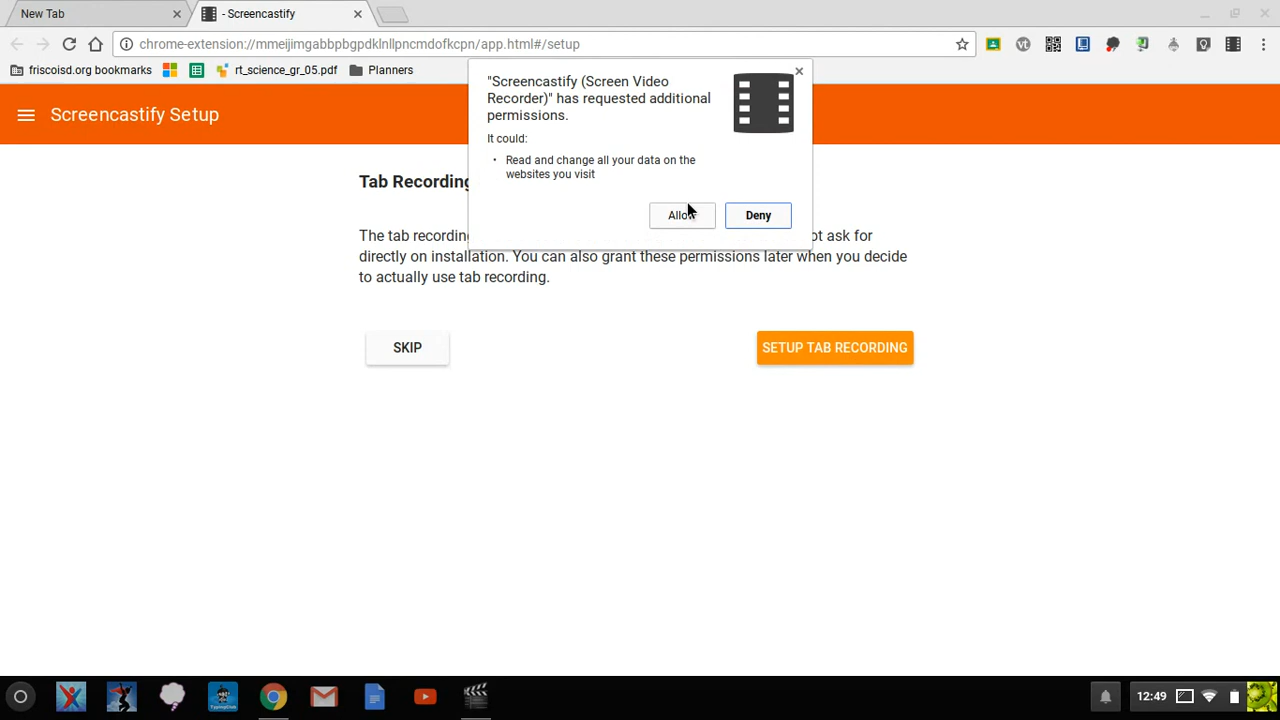 New Tab
- Screencastify
chrome-extension://mmeijimgabbpbgpdklnllpncmdofkcpn/app.html#/setup
friscoisd.org bookmarks
rt_science_gr_05.pdf
Planners
Screencastify Setup
"Screencastify (Screen Video
Recorder)" has requested additional
permissions.
It could:
• Read and change all your data on the
websites you visit
Allow
Deny
Tab Recording
The tab recording ot ask for
directly on installation. You can also grant these permissions later when you decide
to actually use tab recording.
SKIP
SETUP TAB RECORDING
12:49